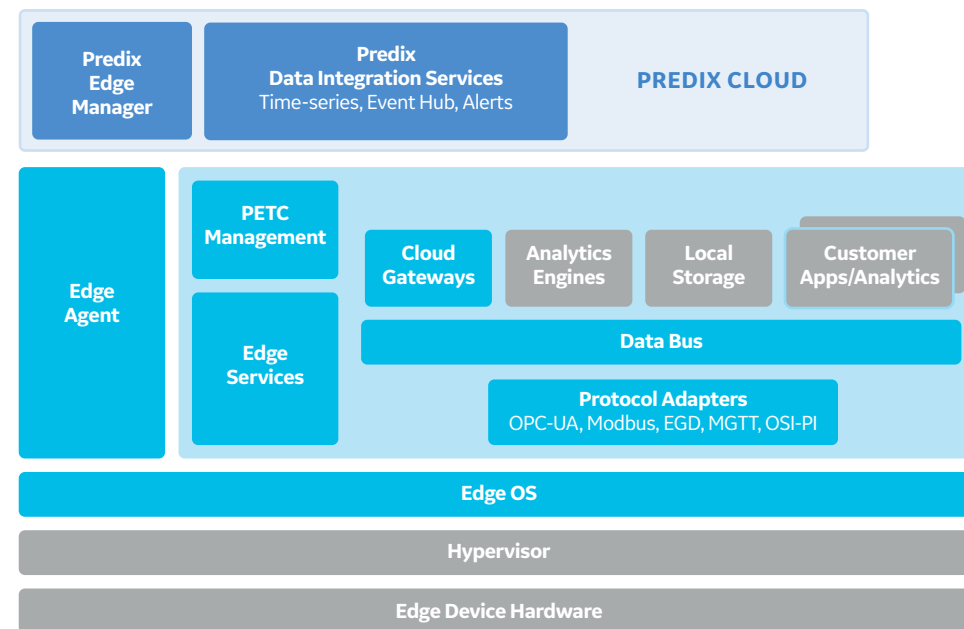 Predix
Edge
Manager
Predix
Data Integration Services
Time-series, Event Hub, Alerts
PREDIX CLOUD
Edge
Agent
PETC
Management
Edge
Services
Cloud
Gateways
Analytics
Engines
Local
Storage
Customer
Apps/Analytics
Data Bus
Protocol Adapters
OPC-UA, Modbus, EGD, MGTT, OSI-PI
Edge OS
Hypervisor
Edge Device Hardware